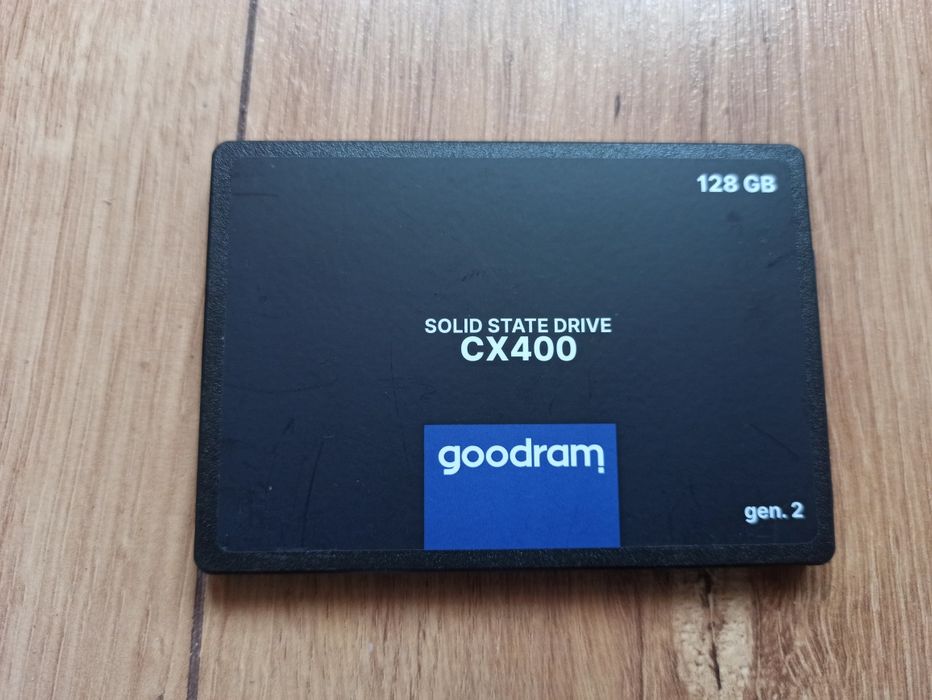 128 GB
SOLID STATE DRIVE
CX400
goodram
gen. 2